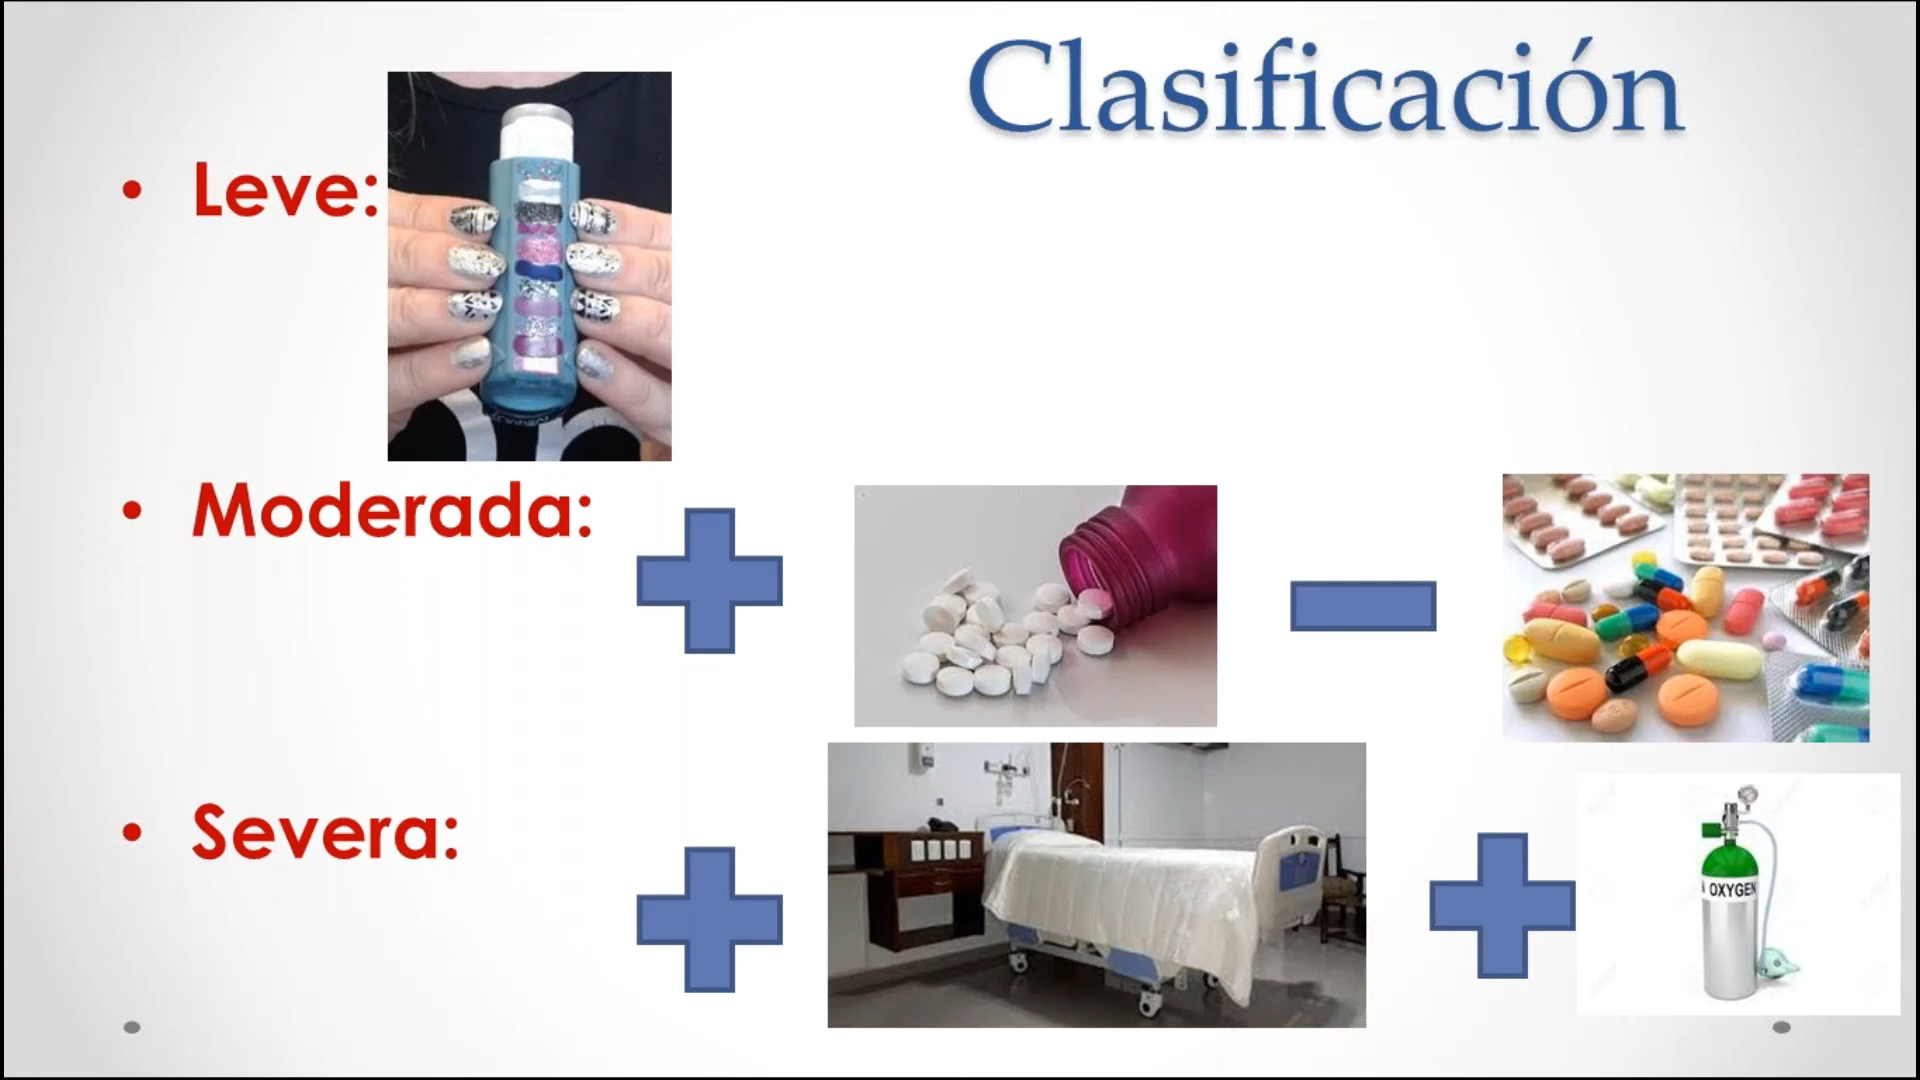 Clasificación
• Leve:
• Moderada:
• Severa:
OXYGEN